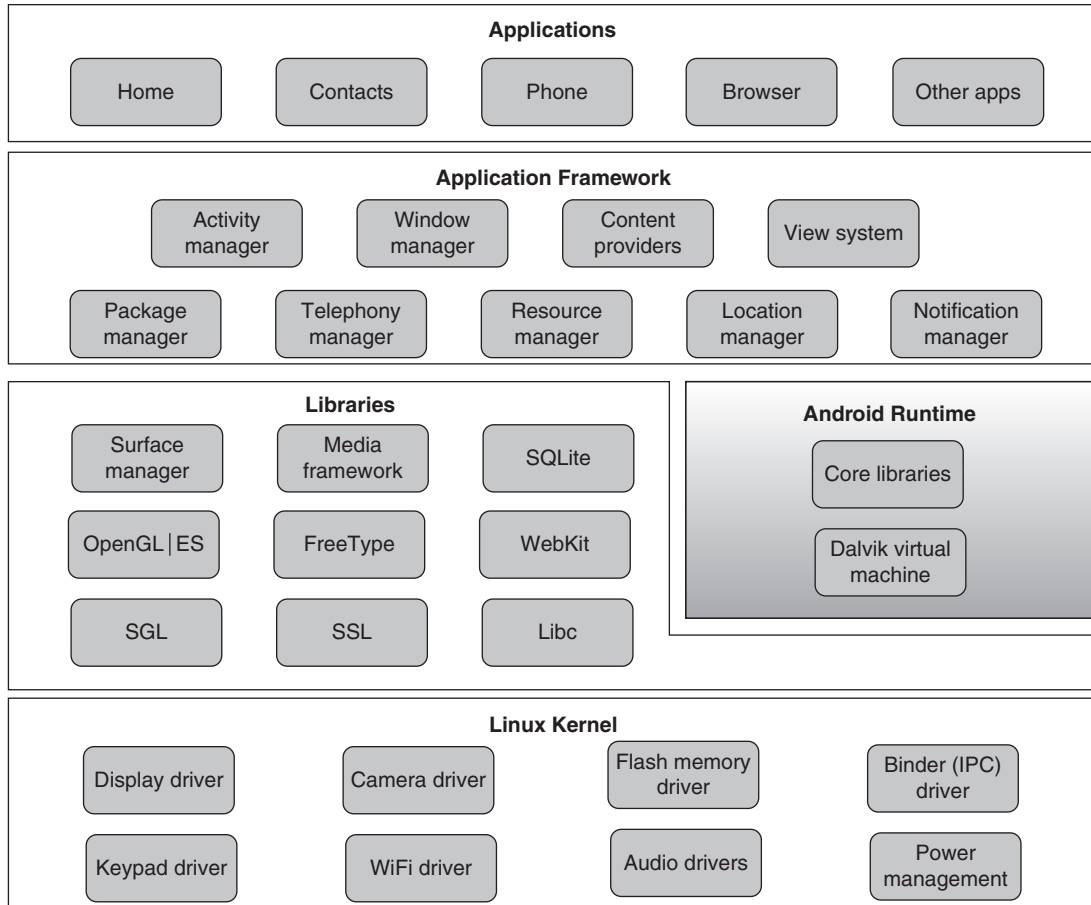 Applications
Home
Contacts
Phone
Browser
Other apps
Application Framework
Activity
manager
Window
manager
Content
providers
View system
Package
manager
Telephony
manager
Resource
manager
Location
manager
Notification
manager
Libraries
Surface
manager
Media
framework
SQLite
OpenGL|ES
FreeType
WebKit
SGL
SSL
Libc
Android Runtime
Core libraries
Dalvik virtual
machine
Linux Kernel
Display driver
Camera driver
Flash memory
driver
Binder (IPC)
driver
Keypad driver
WiFi driver
Audio drivers
Power
management